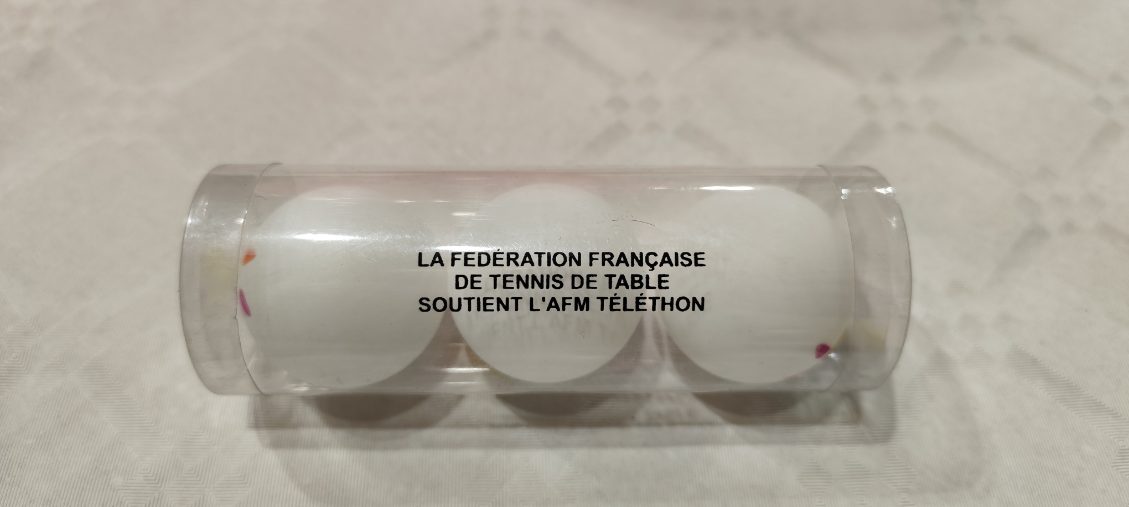 LA FEDÉRATION FRANÇAISE
DE TENNIS DE TABLE
SOUTIENT L'AFM TÉLÉTHON